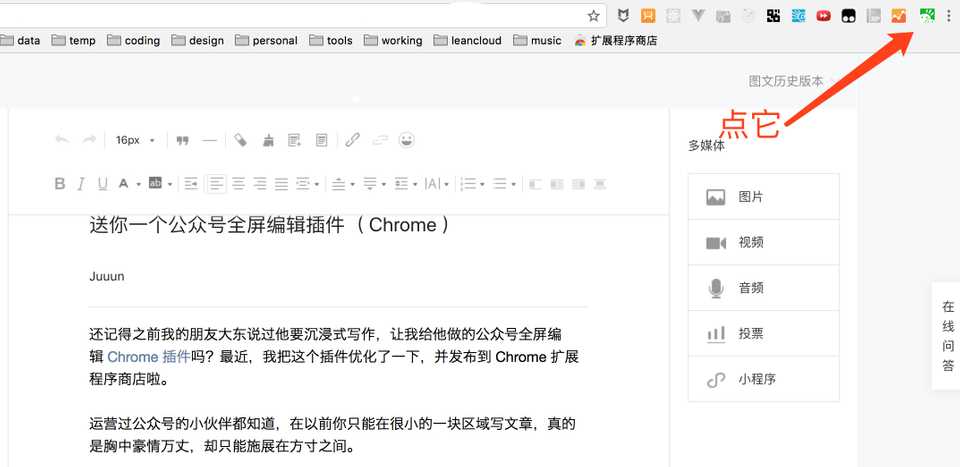 data temp coding design personal tools working leancloud music 扩展程序商店
图文历史版本
点它
16px
多媒体
B I U A ab
图片
送你一个公众号全屏编辑插件（Chrome）
视频
Juuun
音频
还记得之前我的朋友大东说过他要沉浸式写作，让我给他做的公众号全屏编
辑 Chrome 插件吗？最近，我把这个插件优化了一下，并发布到 Chrome 扩展
程序商店啦。
投票
小程序
运营过公众号的小伙伴都知道，在以前你只能在很小的一块区域写文章，真的
是胸中豪情万丈，却只能施展在方寸之间。
在
线
问
答